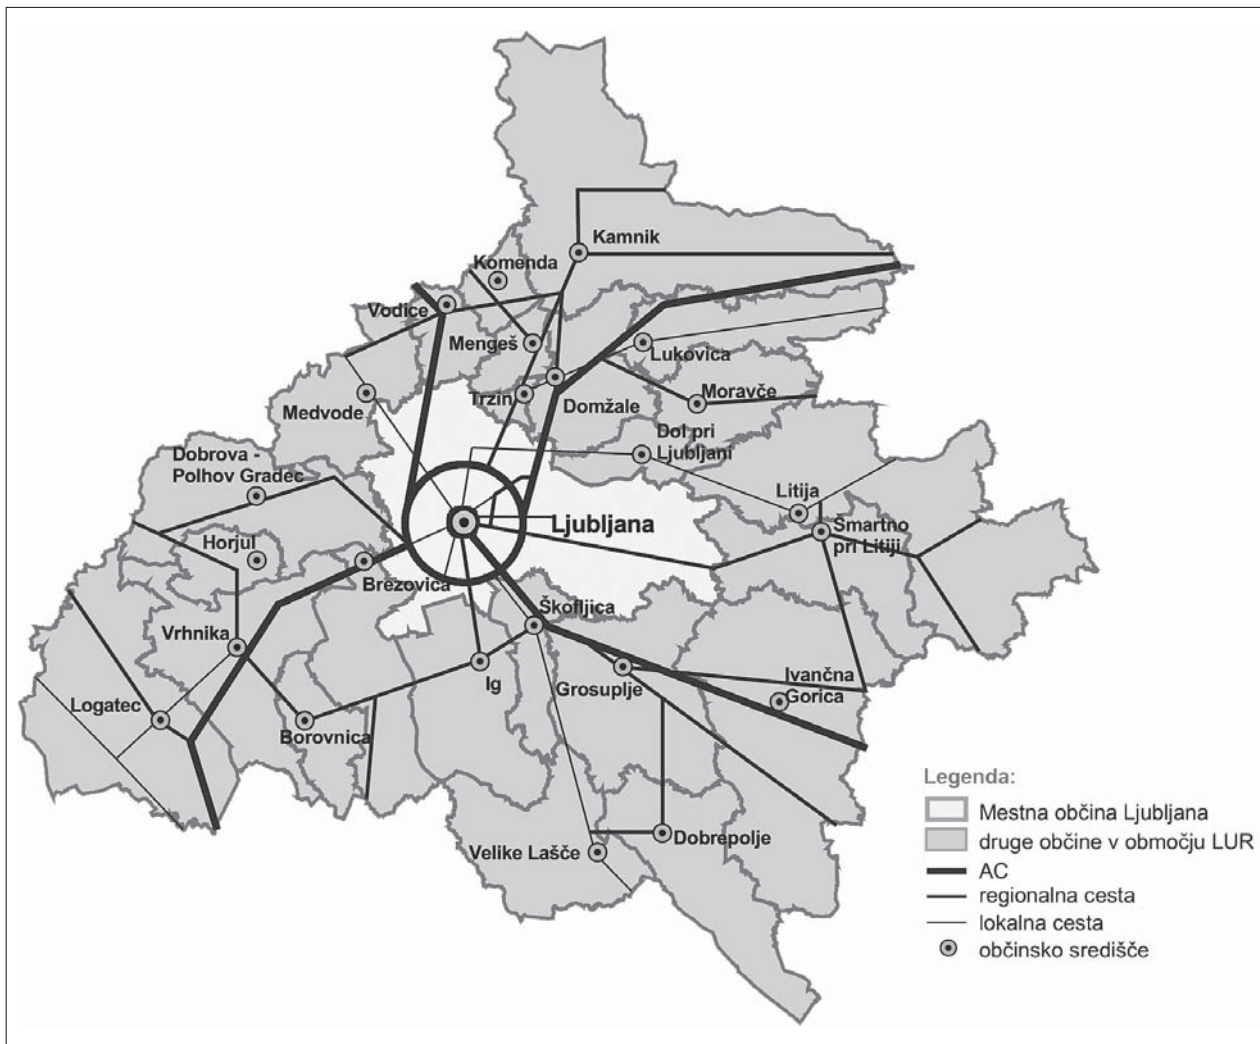 Kamnik
Komenda
Vodice
Mengeš
Lukovica
Medvode
Trzin
Domžale
Moravče
Dol pri
Ljubljani
Dobrova -
Polhov Gradec
Litija
Ljubljana
Šmartno
pri Litiji
Horjul
Brezovica
Škofljica
Vrhnika
Ig
Grosuplje
Ivančna
Gorica
Logatec
Borovnica
Velike Lašče
Dobrepolje
Legenda:
Mestna občina Ljubljana
druge občine v območju LUR
AC
regionalna cesta
lokalna cesta
občinsko središče